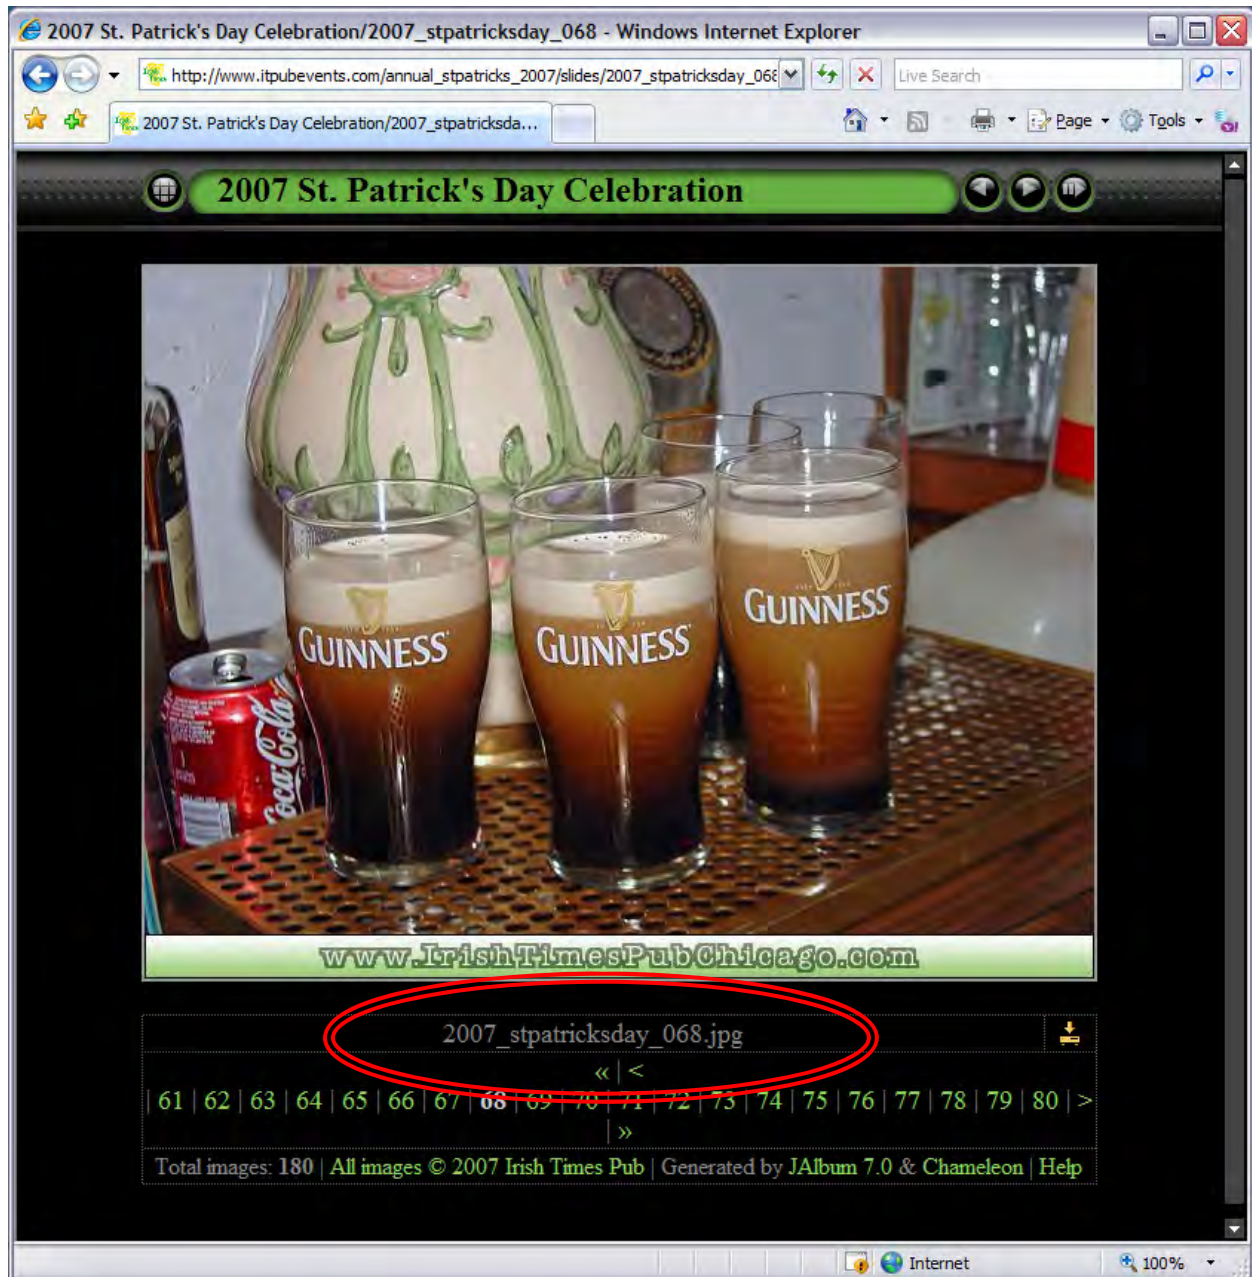 2007 St. Patrick's Day Celebration/2007_stpatricksday_068 - Windows Internet Explorer
http://www.itpubevents.com/annual_stpatricks_2007/slides/2007_stpatricksday_068
Live Search
2007 St. Patrick's Day Celebration/2007_stpatricksda...
Page
Tools
2007 St. Patrick's Day Celebration
GUINNESS
GUINNESS
GUINNESS
Coca-Cola
www.IrishTimesPubChicago.com
2007_stpatricksday_068.jpg
« | <
| 61 | 62 | 63 | 64 | 65 | 66 | 67 | 68 | 69 | 70 | 71 | 72 | 73 | 74 | 75 | 76 | 77 | 78 | 79 | 80 | >
| »
Total images: 180 | All images © 2007 Irish Times Pub | Generated by JAlbum 7.0 & Chameleon | Help
Internet
100%